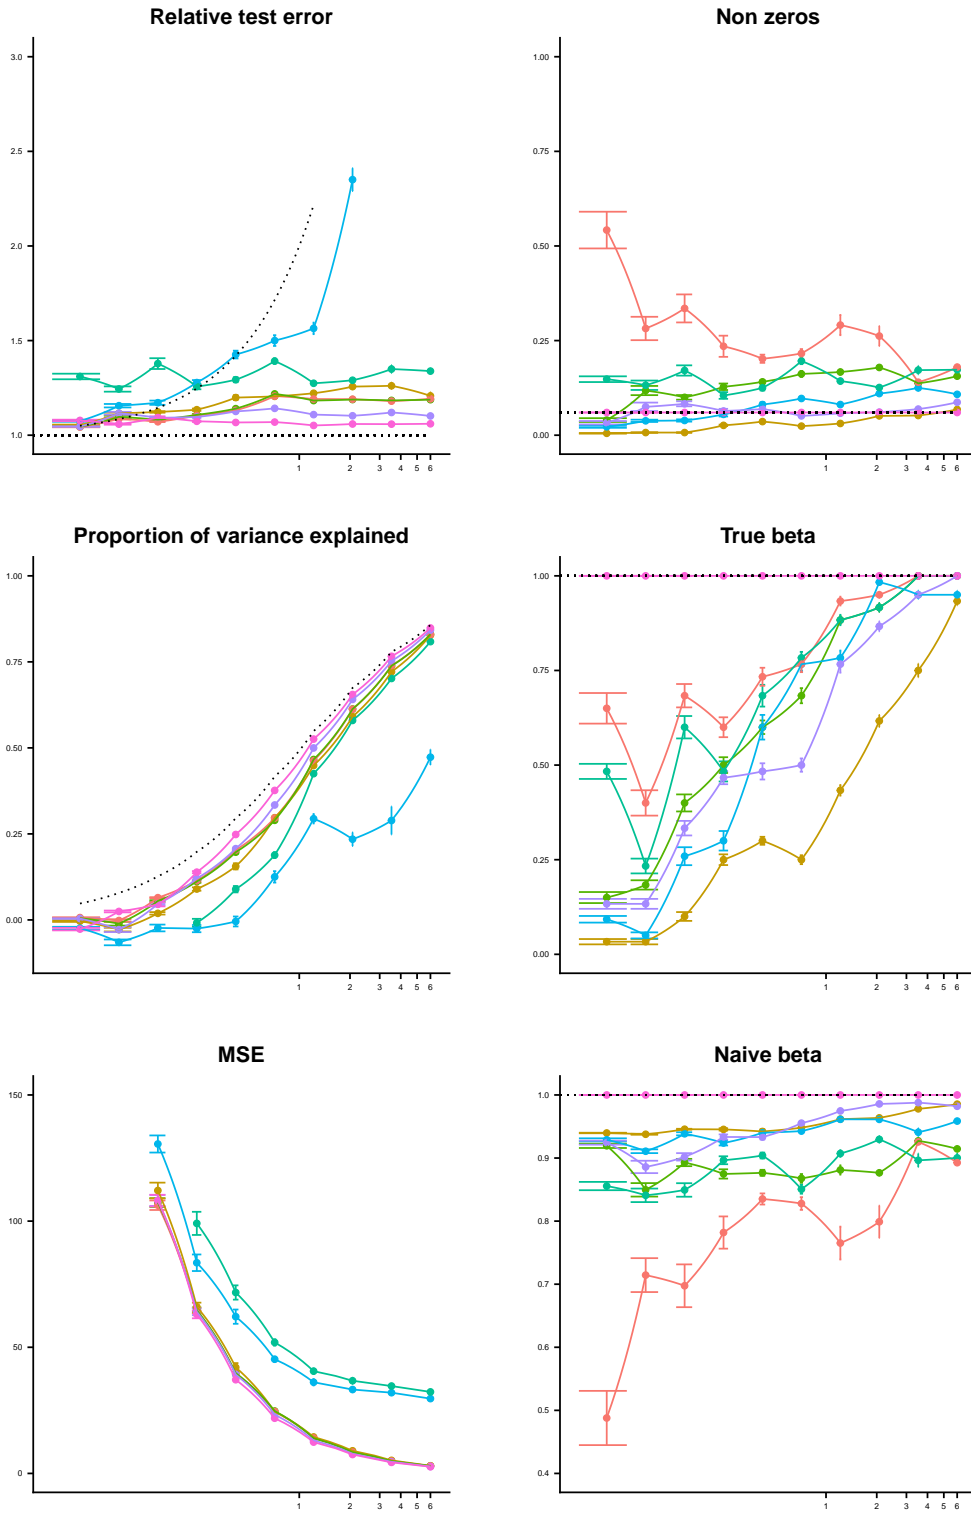 Relative test error
3.0
2.5
2.0
1.5
1.0
1 2 3 4 5 6
Non zeros
1.00
0.75
0.50
0.25
0.00
1 2 3 4 5 6
Proportion of variance explained
1.00
0.75
0.50
0.25
0.00
1 2 3 4 5 6
True beta
1.00
0.75
0.50
0.25
0.00
1 2 3 4 5 6
MSE
150
100
50
0
1 2 3 4 5 6
Naive beta
1.0
0.9
0.8
0.7
0.6
0.5
0.4
1 2 3 4 5 6